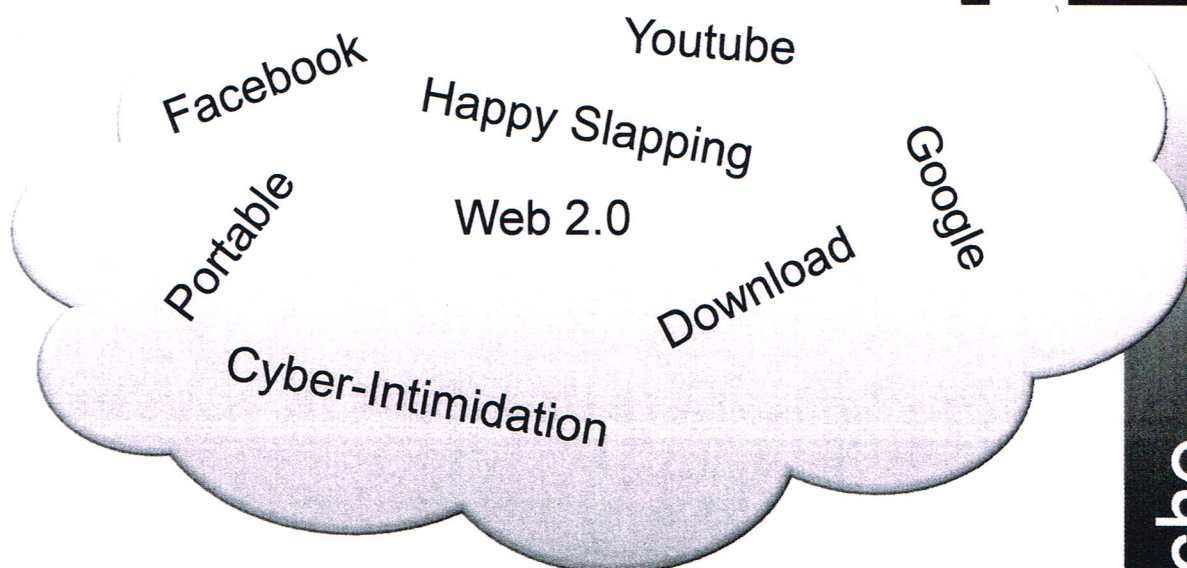 Youtube
Facebook
Happy Slapping
Google
Portable
Web 2.0
Download
Cyber-Intimidation